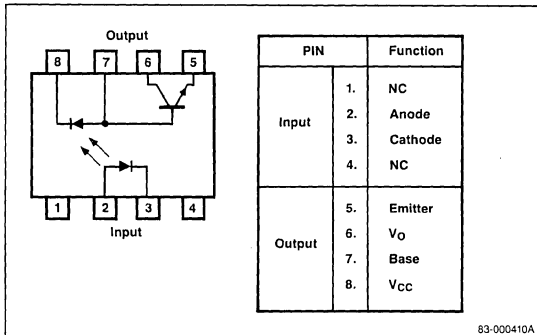 Output
8 7 6 5
1 2 3 4
Input
PIN Function
Input
1. NC
2. Anode
3. Cathode
4. NC
Output
5. Emitter
6. VO
7. Base
8. VCC
83-000410A